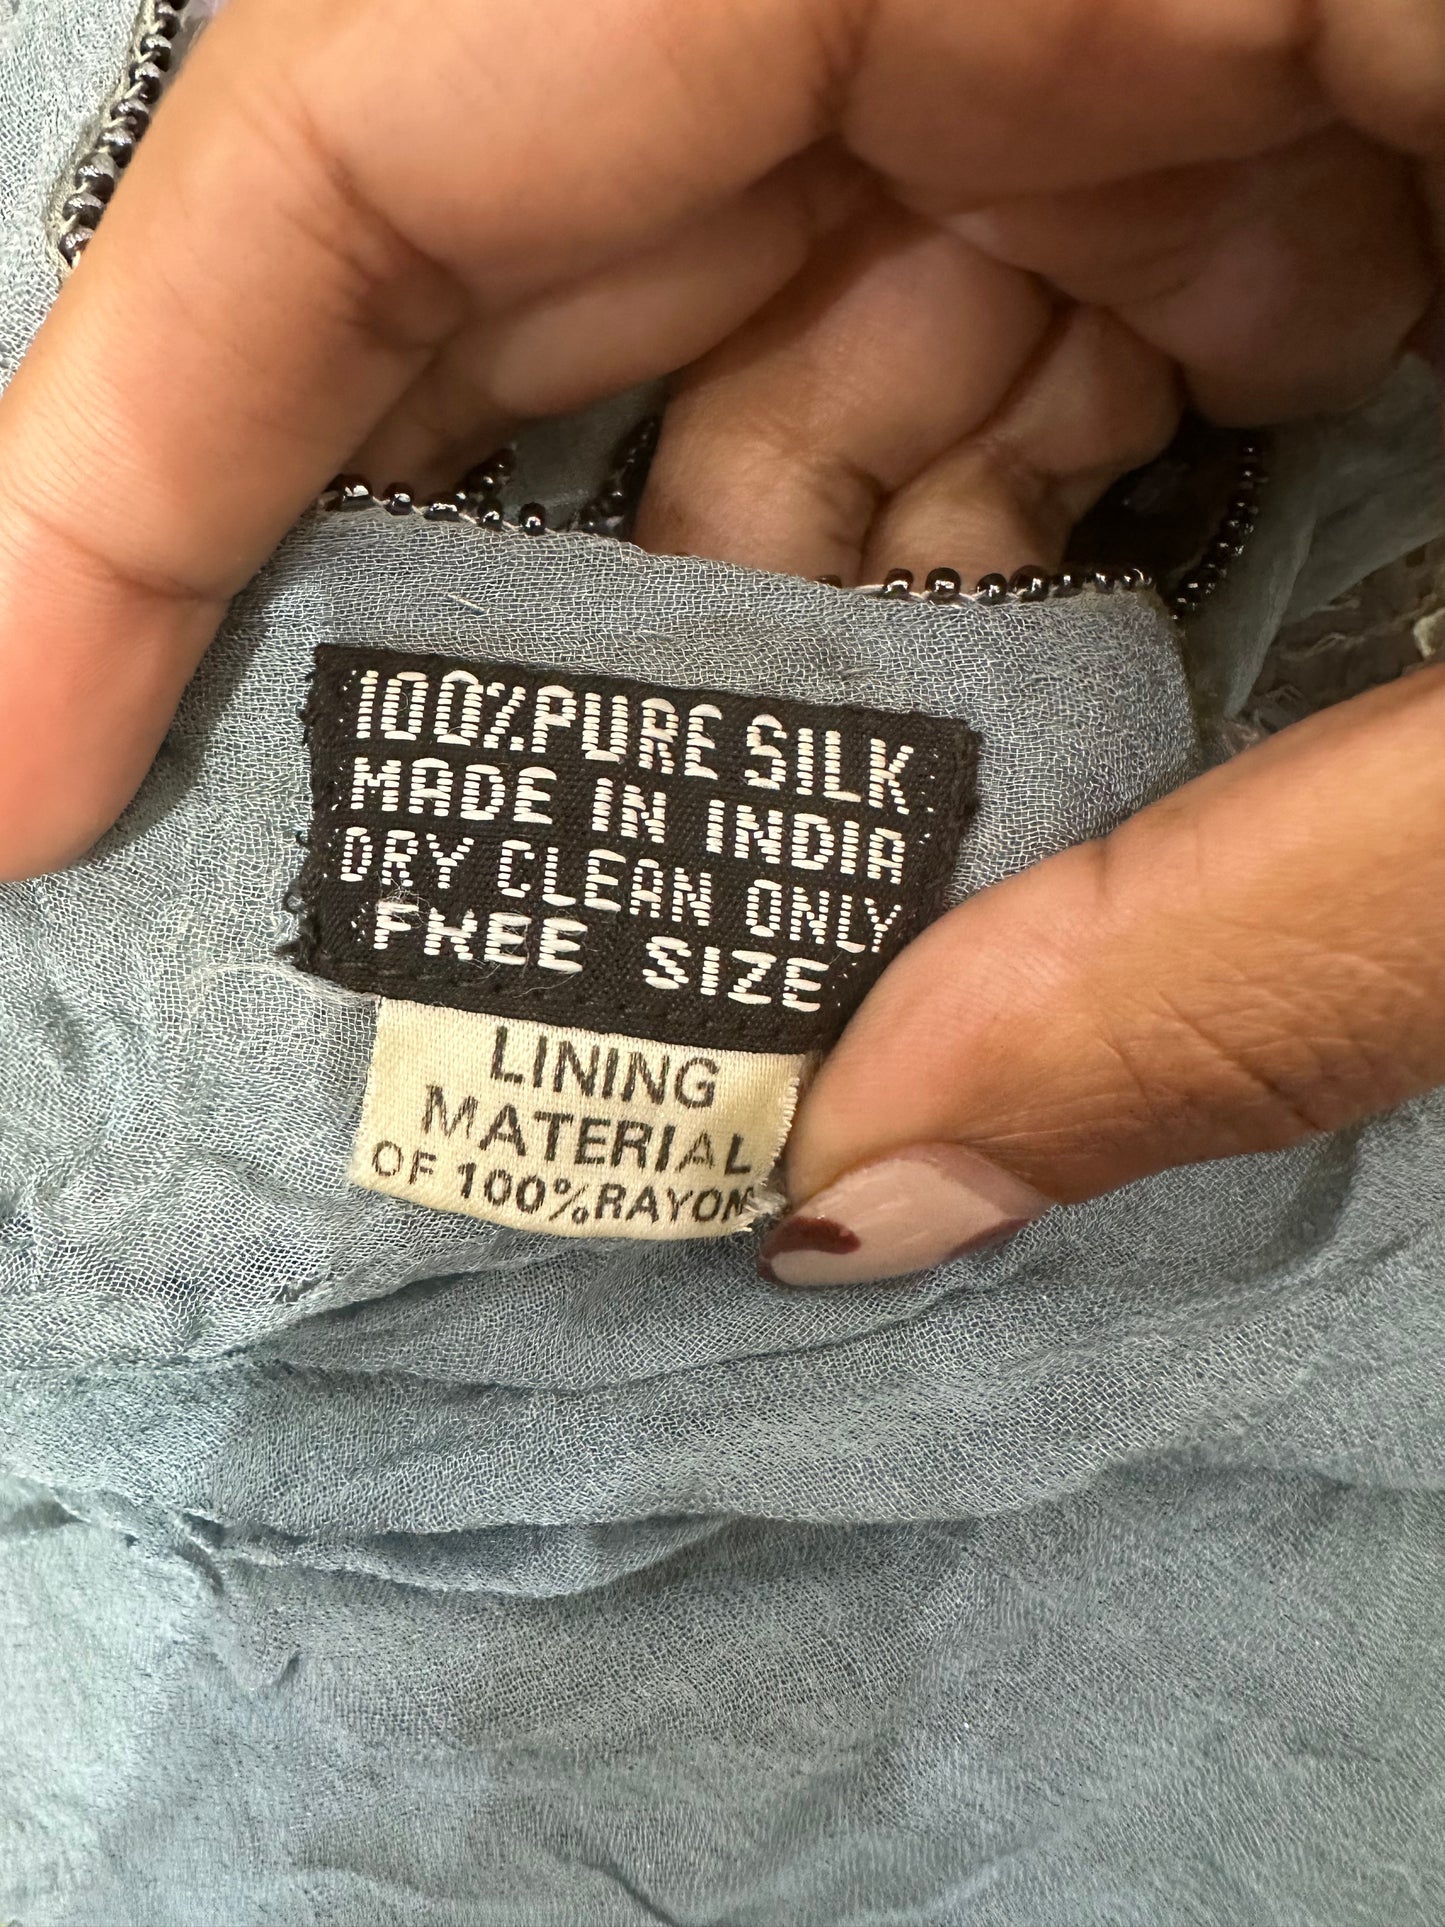 100% PURE SILK
MADE IN INDIA
DRY CLEAN ONLY
FREE SIZE
LINING
MATERIAL
OF 100% RAYON